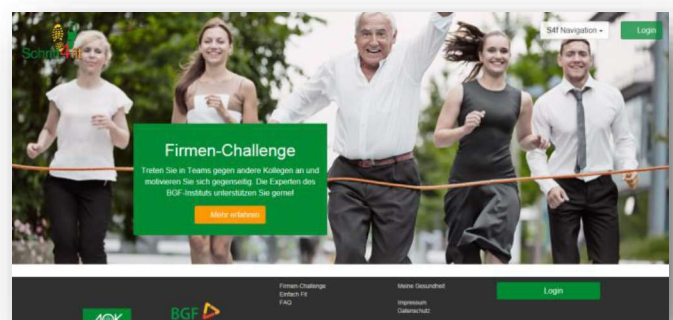 Schritt4fit
S4f Navigation
Login
Firmen-Challenge
Treten Sie in Teams gegen andere Kollegen an und
motivieren Sie sich gegenseitig. Die Experten des
BGF-Instituts unterstützen Sie gerne!
Mehr erfahren
Firmen-Challenge
Einfach Fit
FAQ
Meine Gesundheit
Impressum
Datenschutz
Login
AOK
BGF